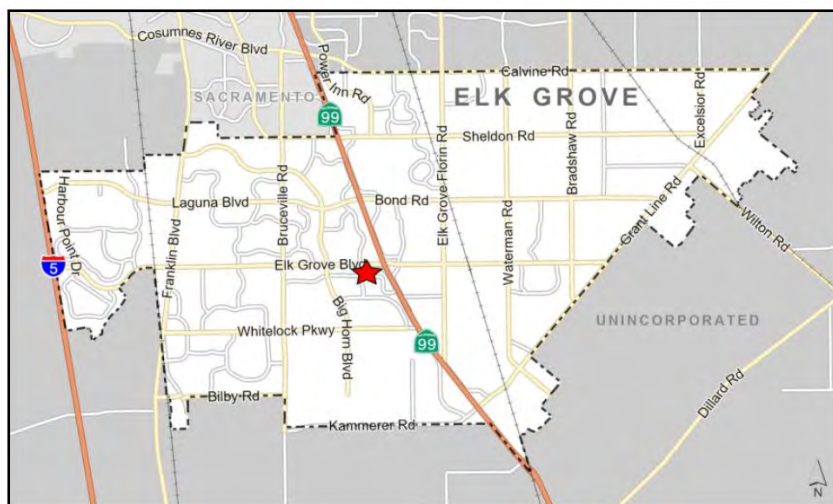 Cosumnes River Blvd
Power Inn Rd
Calvine Rd
SACRAMENTO
ELK GROVE
99
Excelsior Rd
Sheldon Rd
Bradshaw Rd
Elk Grove-Florin Rd
Bruceville Rd
Harbour Point Dr
Laguna Blvd
Bond Rd
Grant Line Rd
Franklin Blvd
Waterman Rd
Wilton Rd
5
Elk Grove Blvd
Big Horn Blvd
Whitelock Pkwy
99
UNINCORPORATED
Bilby Rd
Dillard Rd
Kammerer Rd
N